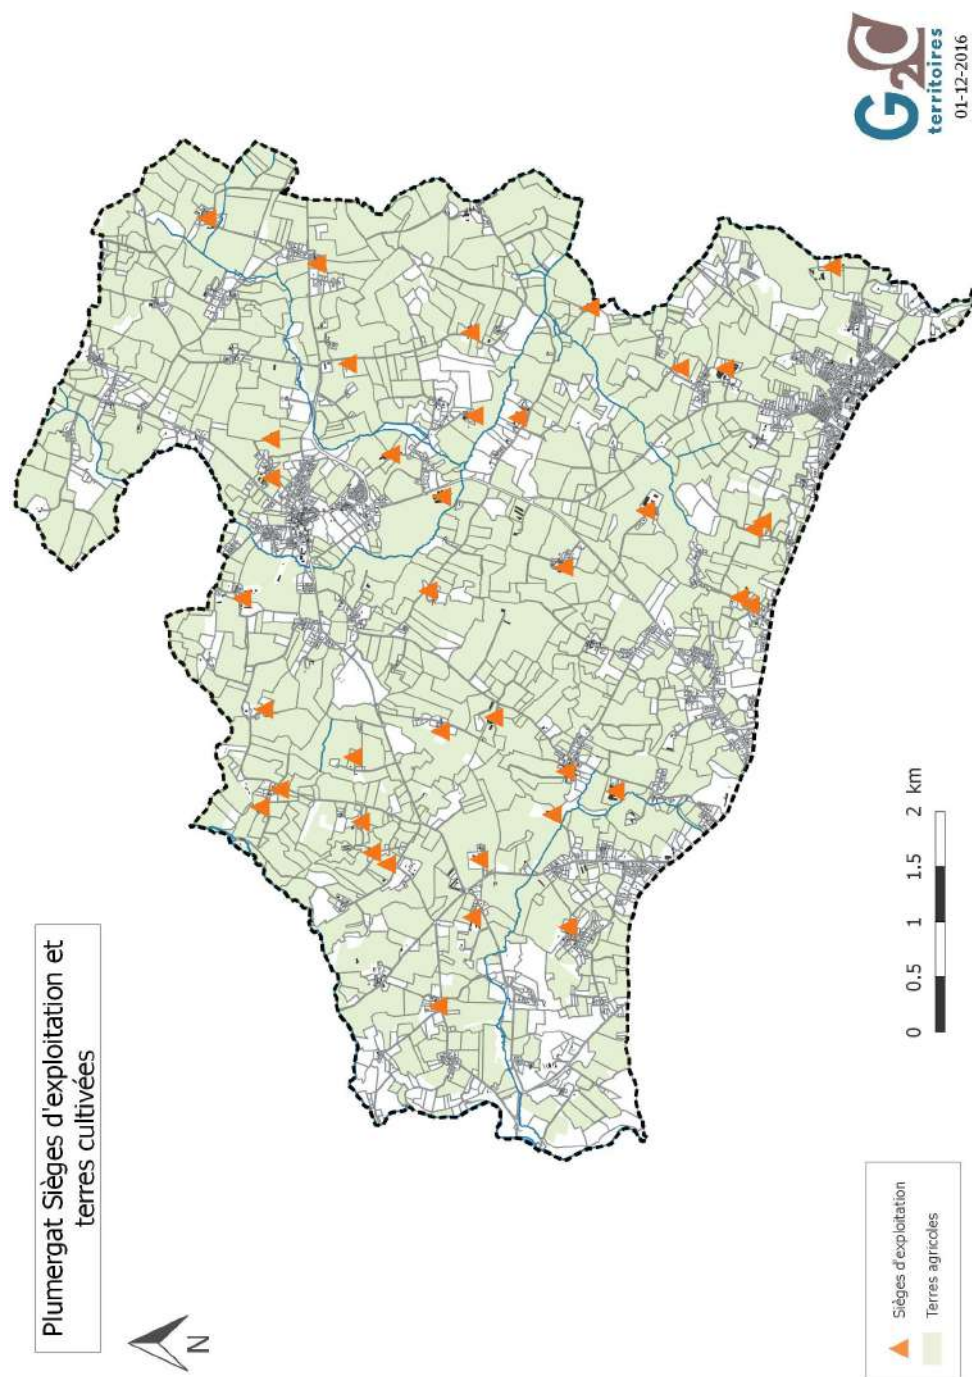 Plumergat Sièges d'exploitation et
terres cultivées
N
0 0.5 1 1.5 2 km
Sièges d'exploitation
Terres agricoles
G2C
territoires
01-12-2016